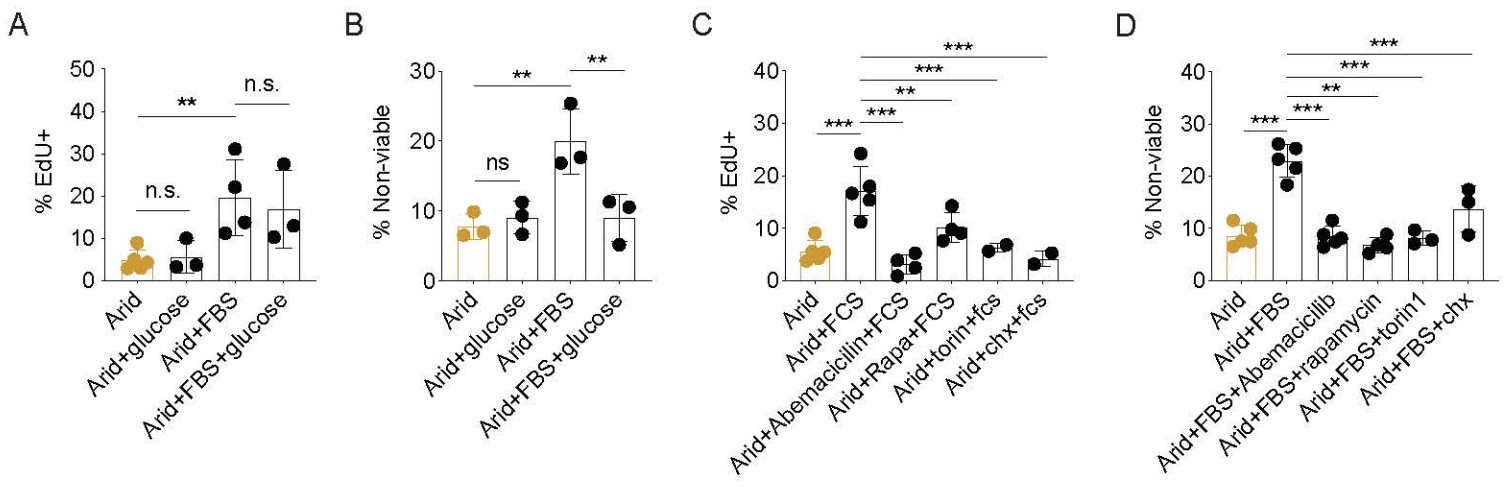 A
% EdU+
50
40
30
20
10
0
**
n.s.
n.s.
Arid
Arid+glucose
Arid+FBS
Arid+FBS+glucose
B
% Non-viable
30
20
10
0
**
**
ns
Arid
Arid+glucose
Arid+FBS
Arid+FBS+glucose
C
% EdU+
40
30
20
10
0
***
***
**
***
***
Arid
Arid+FCS
Arid+Abemacicilin+FCS
Arid+Rapa+FCS
Arid+torin+fcs
Arid+chx+fcs
D
% Non-viable
40
30
20
10
0
***
***
**
***
***
Arid
Arid+FBS
Arid+FBS+Abemacicilib
Arid+FBS+rapamycin
Arid+FBS+torin1
Arid+FBS+chx